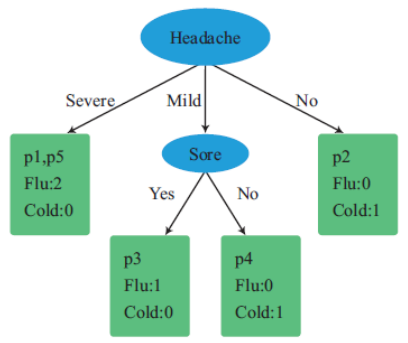 Headache
Severe
Mild
No
p1,p5
Flu:2
Cold:0
Sore
p2
Flu:0
Cold:1
Yes
No
p3
Flu:1
Cold:0
p4
Flu:0
Cold:1